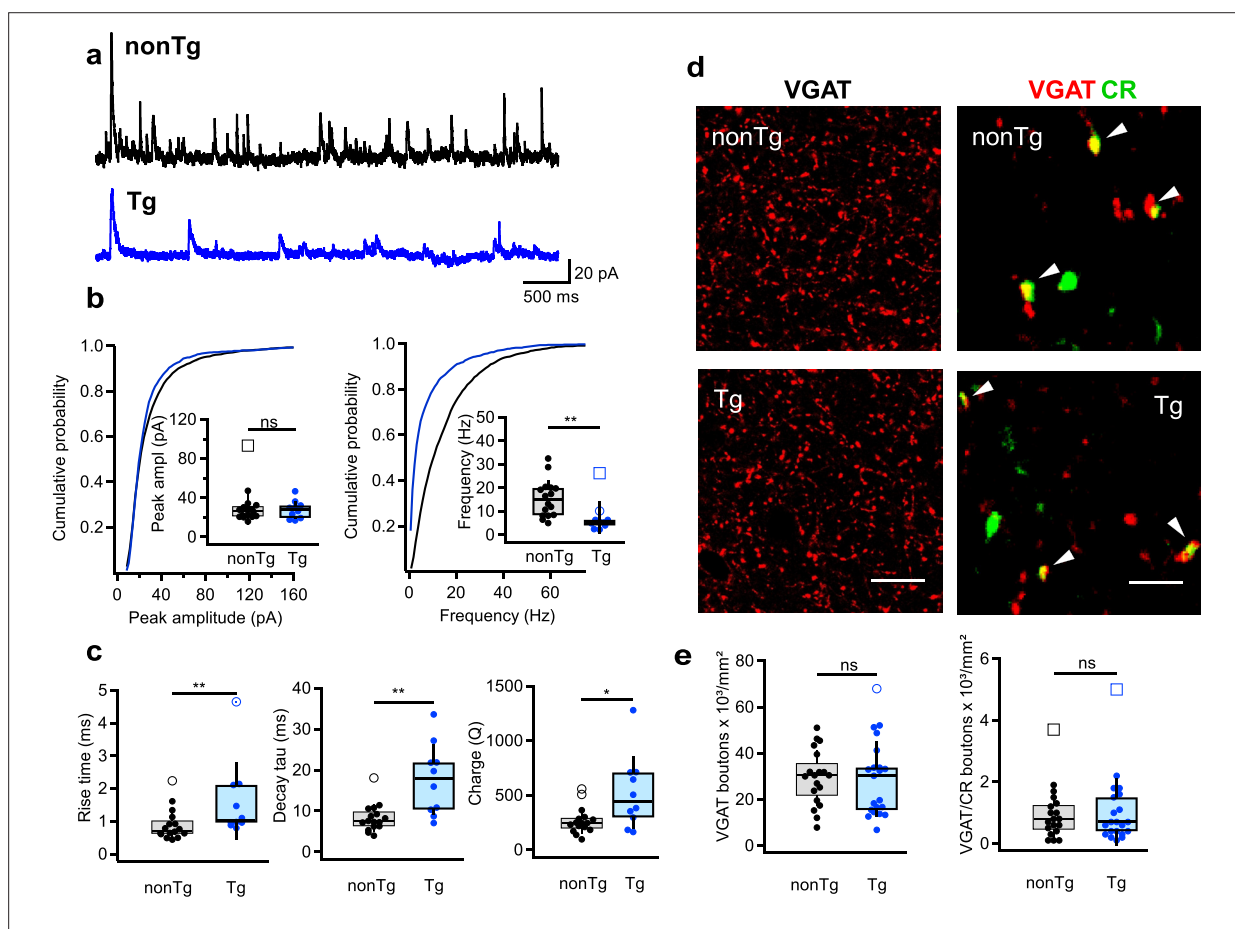 a
nonTg
Tg
20 pA
500 ms
b
Cumulative probability
1.0
0.8
0.6
0.4
0.2
0 40 80 120 160
Peak amplitude (pA)
Peak ampl (pA)
120
80
40
0
ns
nonTg Tg
Cumulative probability
1.0
0.8
0.6
0.4
0.2
0 20 40 60
Frequency (Hz)
Frequency (Hz)
50
40
30
20
10
0
**
nonTg Tg
c
Rise time (ms)
5
4
3
2
1
0
**
nonTg Tg
Decay tau (ms)
40
30
20
10
0
**
nonTg Tg
Charge (Q)
1500
1000
500
0
*
nonTg Tg
d
VGAT
VGAT CR
nonTg
nonTg
Tg
Tg
e
VGAT boutons x 10³/mm²
80
60
40
20
0
ns
nonTg Tg
VGAT/CR boutons x 10³/mm²
6
4
2
0
ns
nonTg Tg